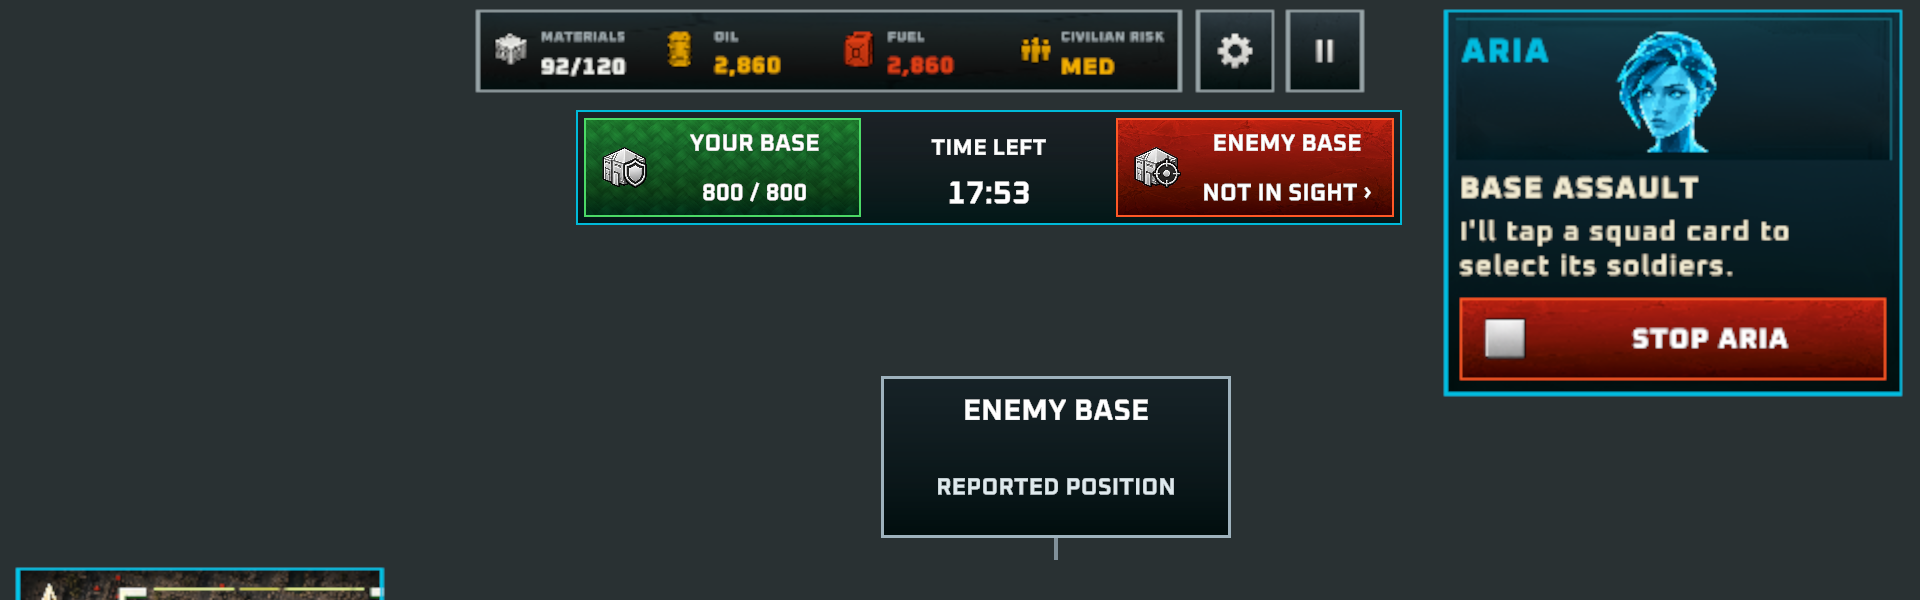 MATERIALS
92/120
OIL
2,860
FUEL
2,860
CIVILIAN RISK
MED
YOUR BASE
800 / 800
TIME LEFT
17:53
ENEMY BASE
NOT IN SIGHT ›
ARIA
BASE ASSAULT
I'll tap a squad card to
select its soldiers.
STOP ARIA
ENEMY BASE
REPORTED POSITION